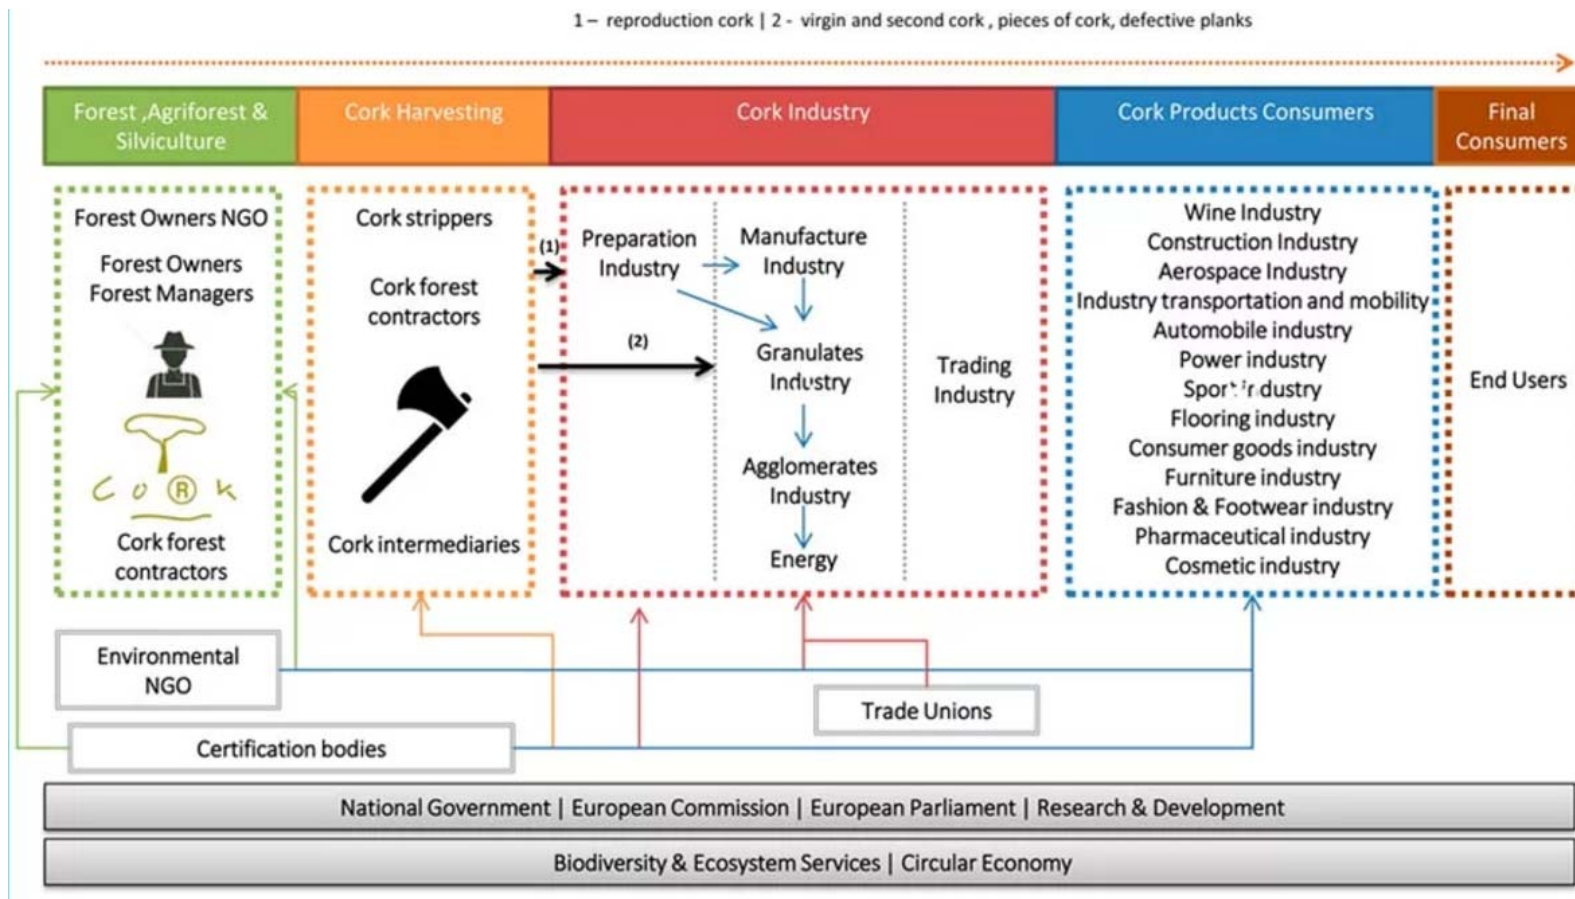 1 – reproduction cork | 2 - virgin and second cork , pieces of cork, defective planks
Forest ,Agriforest &
Silviculture
Cork Harvesting
Cork Industry
Cork Products Consumers
Final
Consumers
Forest Owners NGO
Forest Owners
Forest Managers
CO®K
Cork forest
contractors
Cork strippers
Cork forest
contractors
Cork intermediaries
(1)
(2)
Preparation
Industry
Manufacture
Industry
Granulates
Industry
Agglomerates
Industry
Energy
Trading
Industry
Wine Industry
Construction Industry
Aerospace Industry
Industry transportation and mobility
Automobile industry
Power industry
Sport industry
Flooring industry
Consumer goods industry
Furniture industry
Fashion & Footwear industry
Pharmaceutical industry
Cosmetic industry
End Users
Environmental
NGO
Trade Unions
Certification bodies
National Government | European Commission | European Parliament | Research & Development
Biodiversity & Ecosystem Services | Circular Economy